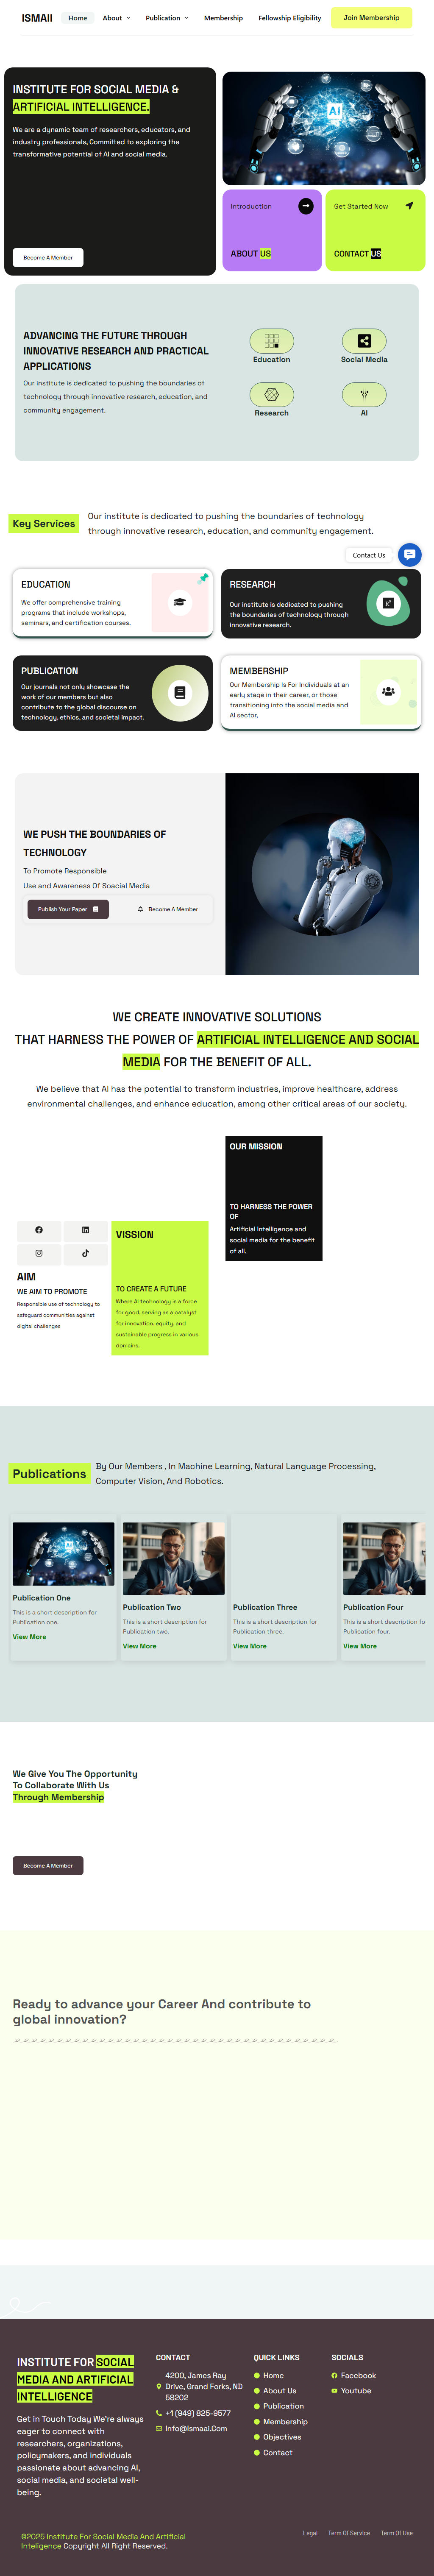 ISMAII
Home
About
Publication
Membership
Fellowship Eligibility
Join Membership
INSTITUTE FOR SOCIAL MEDIA &
ARTIFICIAL INTELLIGENCE.
We are a dynamic team of researchers, educators, and
industry professionals, Committed to exploring the
transformative potential of AI and social media.
Become A Member
AI
Introduction
ABOUT US
Get Started Now
CONTACT US
ADVANCING THE FUTURE THROUGH
INNOVATIVE RESEARCH AND PRACTICAL
APPLICATIONS
Our institute is dedicated to pushing the boundaries of
technology through innovative research, education, and
community engagement.
Education
Social Media
Research
AI
Key Services
Our institute is dedicated to pushing the boundaries of technology
through innovative research, education, and community engagement.
Contact Us
EDUCATION
We offer comprehensive training
programs that include workshops,
seminars, and certification courses.
RESEARCH
Our institute is dedicated to pushing
the boundaries of technology through
innovative research.
PUBLICATION
Our journals not only showcase the
work of our members but also
contribute to the global discourse on
technology, ethics, and societal impact.
MEMBERSHIP
Our Membership Is For Individuals at an
early stage in their career, or those
transitioning into the social media and
AI sector,
WE PUSH THE BOUNDARIES OF
TECHNOLOGY
To Promote Responsible
Use and Awareness Of Soacial Media
Publish Your Paper
Become A Member
WE CREATE INNOVATIVE SOLUTIONS
THAT HARNESS THE POWER OF ARTIFICIAL INTELLIGENCE AND SOCIAL
MEDIA FOR THE BENEFIT OF ALL.
We believe that AI has the potential to transform industries, improve healthcare, address
environmental challenges, and enhance education, among other critical areas of our society.
OUR MISSION
TO HARNESS THE POWER
OF
Artificial Intelligence and
social media for the benefit
of all.
AIM
WE AIM TO PROMOTE
Responsible use of technology to
safeguard communities against
digital challenges
VISSION
TO CREATE A FUTURE
Where AI technology is a force
for good, serving as a catalyst
for innovation, equity, and
sustainable progress in various
domains.
Publications
By Our Members , In Machine Learning, Natural Language Processing,
Computer Vision, And Robotics.
AI
Publication One
This is a short description for
Publication one.
View More
Publication Two
This is a short description for
Publication two.
View More
Publication Three
This is a short description for
Publication three.
View More
Publication Four
This is a short description fo
Publication four.
View More
We Give You The Opportunity
To Collaborate With Us
Through Membership
Become A Member
Ready to advance your Career And contribute to
global innovation?
INSTITUTE FOR SOCIAL
MEDIA AND ARTIFICIAL
INTELLIGENCE
Get in Touch Today We're always
eager to connect with
researchers, organizations,
policymakers, and individuals
passionate about advancing AI,
social media, and societal well-
being.
CONTACT
4200, James Ray
Drive, Grand Forks, ND
58202
+1 (949) 825-9577
Info@Ismaai.Com
QUICK LINKS
Home
About Us
Publication
Membership
Objectives
Contact
SOCIALS
Facebook
Youtube
©2025 Institute For Social Media And Artificial
Inteligence Copyright All Right Reserved.
Legal
Term Of Service
Term Of Use